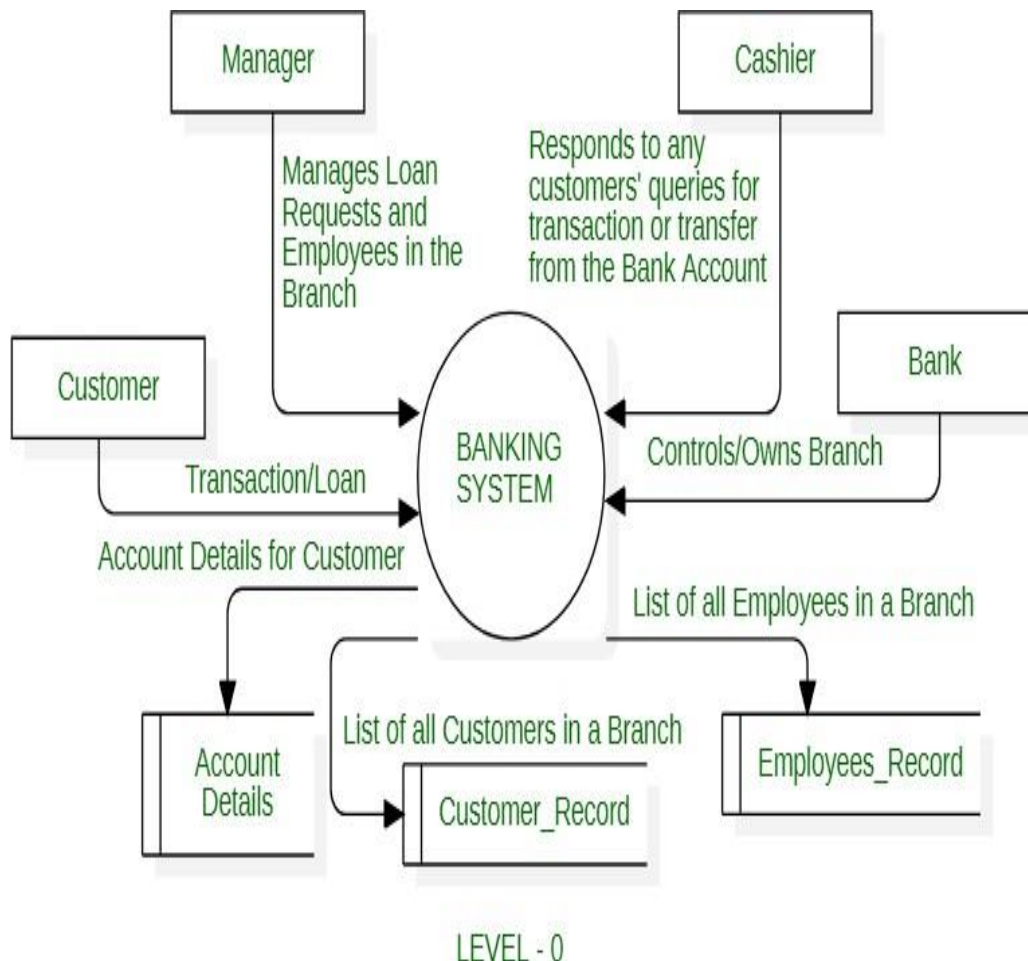 Manager
Cashier
Manages Loan
Requests and
Employees in the
Branch
Responds to any
customers' queries for
transaction or transfer
from the Bank Account
Customer
Bank
BANKING
SYSTEM
Transaction/Loan
Controls/Owns Branch
Account Details for Customer
List of all Employees in a Branch
List of all Customers in a Branch
Account
Details
Customer_Record
Employees_Record
LEVEL - 0